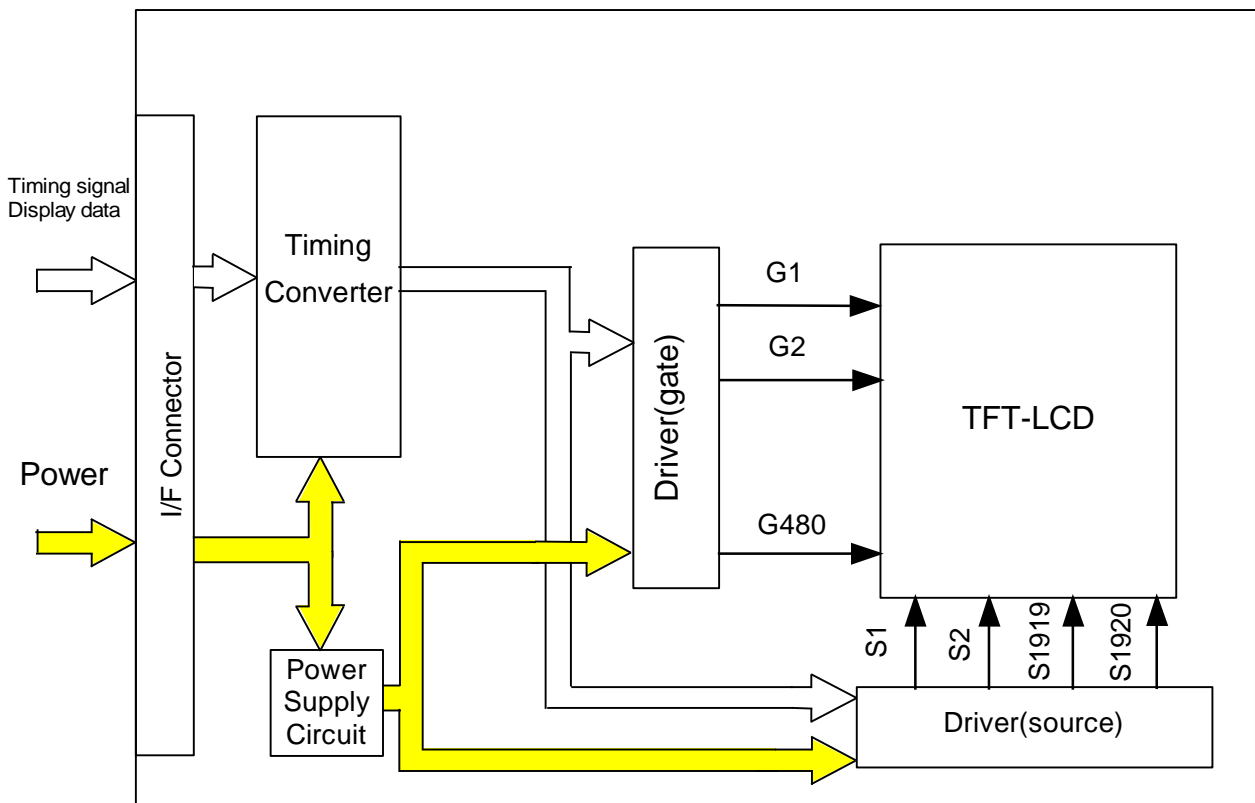 Timing signal
Display data
Power
I/F Connector
Timing
Converter
Power
Supply
Circuit
Driver(gate)
G1
G2
G480
TFT-LCD
S1
S2
S1919
S1920
Driver(source)